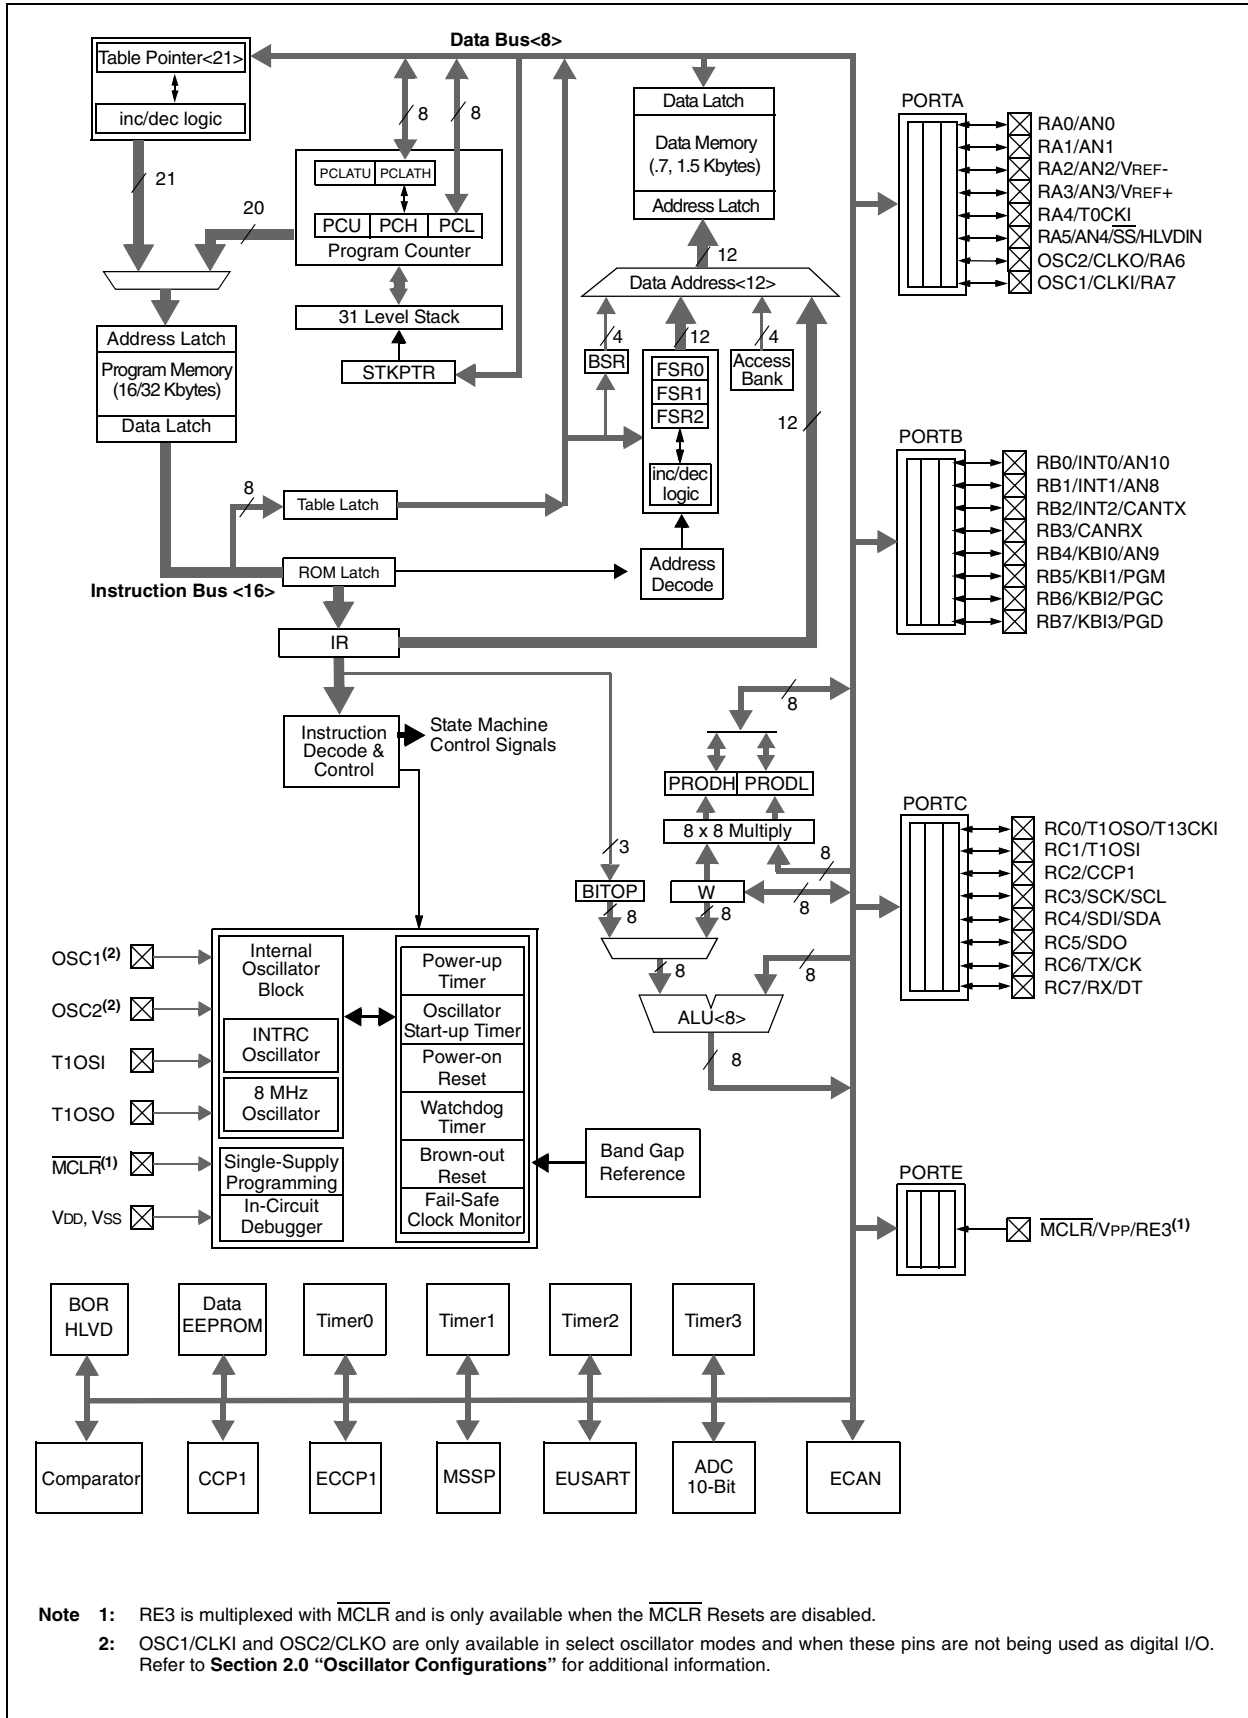 Data Bus<8>
Table Pointer<21>
inc/dec logic
21
20
8
8
PCLATU PCLATH
PCU PCH PCL
Program Counter
31 Level Stack
STKPTR
Address Latch
Program Memory
(16/32 Kbytes)
Data Latch
8
Table Latch
ROM Latch
Instruction Bus <16>
IR
Data Latch
Data Memory
(.7, 1.5 Kbytes)
Address Latch
12
Data Address<12>
4
12
4
BSR
FSR0
FSR1
FSR2
inc/dec
logic
Access
Bank
12
Address
Decode
Instruction
Decode &
Control
State Machine
Control Signals
8
PRODH PRODL
8 x 8 Multiply
3
8
BITOP
W
8
8
8
8
8
ALU<8>
8
PORTA
RA0/AN0
RA1/AN1
RA2/AN2/VREF-
RA3/AN3/VREF+
RA4/T0CKI
RA5/AN4/SS/HLVDIN
OSC2/CLKO/RA6
OSC1/CLKI/RA7
PORTB
RB0/INT0/AN10
RB1/INT1/AN8
RB2/INT2/CANTX
RB3/CANRX
RB4/KBI0/AN9
RB5/KBI1/PGM
RB6/KBI2/PGC
RB7/KBI3/PGD
PORTC
RC0/T1OSO/T13CKI
RC1/T1OSI
RC2/CCP1
RC3/SCK/SCL
RC4/SDI/SDA
RC5/SDO
RC6/TX/CK
RC7/RX/DT
PORTE
MCLR/VPP/RE3(1)
OSC1(2)
OSC2(2)
T1OSI
T1OSO
MCLR(1)
VDD, VSS
Internal
Oscillator
Block
INTRC
Oscillator
8 MHz
Oscillator
Single-Supply
Programming
In-Circuit
Debugger
Power-up
Timer
Oscillator
Start-up Timer
Power-on
Reset
Watchdog
Timer
Brown-out
Reset
Fail-Safe
Clock Monitor
Band Gap
Reference
BOR
HLVD
Data
EEPROM
Timer0
Timer1
Timer2
Timer3
Comparator
CCP1
ECCP1
MSSP
EUSART
ADC
10-Bit
ECAN
Note 1: RE3 is multiplexed with MCLR and is only available when the MCLR Resets are disabled.
2: OSC1/CLKI and OSC2/CLKO are only available in select oscillator modes and when these pins are not being used as digital I/O.
Refer to Section 2.0 “Oscillator Configurations” for additional information.